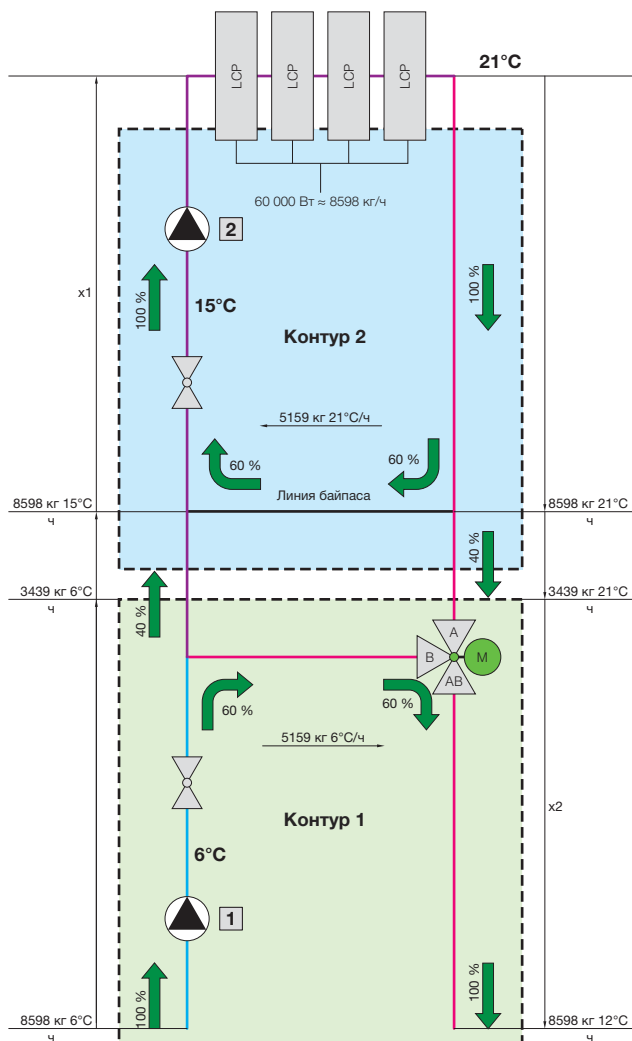 LCP
LCP
LCP
LCP
21°C
60 000 Вт ≈ 8598 кг/ч
2
x1
100 %
15°C
100 %
Контур 2
5159 кг 21°C/ч
60 %
60 %
Линия байпаса
8598 кг 15°C
ч
8598 кг 21°C
ч
40 %
40 %
3439 кг 6°C
ч
3439 кг 21°C
ч
A
B
M
AB
60 %
60 %
5159 кг 6°C/ч
Контур 1
x2
6°C
1
100 %
100 %
8598 кг 6°C
ч
8598 кг 12°C
ч